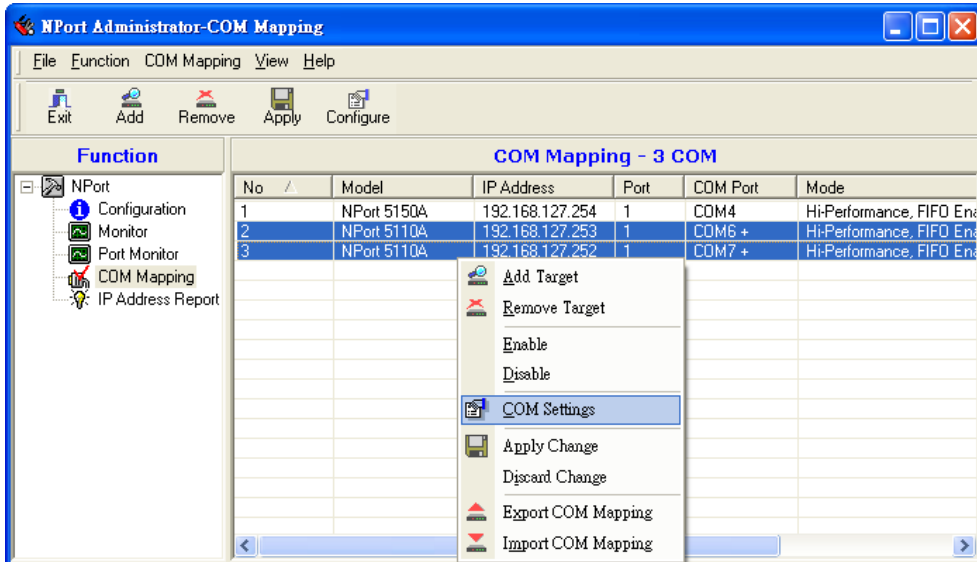 NPort Administrator-COM Mapping
File Function COM Mapping View Help
Exit Add Remove Apply Configure
Function
COM Mapping - 3 COM
NPort
Configuration
Monitor
Port Monitor
COM Mapping
IP Address Report
No Model IP Address Port COM Port Mode
1 NPort 5150A 192.168.127.254 1 COM4 Hi-Performance, FIFO Ena
2 NPort 5110A 192.168.127.253 1 COM6 + Hi-Performance, FIFO Ena
3 NPort 5110A 192.168.127.252 1 COM7 + Hi-Performance, FIFO Ena
Add Target
Remove Target
Enable
Disable
COM Settings
Apply Change
Discard Change
Export COM Mapping
Import COM Mapping